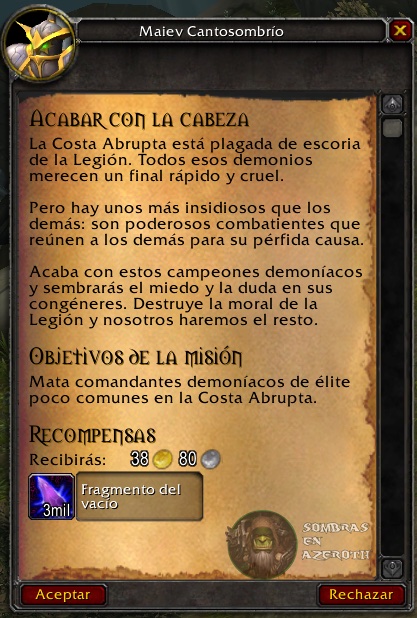 Maiev Cantosombrío
Acabar con la cabeza
La Costa Abrupta está plagada de escoria
de la Legión. Todos esos demonios
merecen un final rápido y cruel.
Pero hay unos más insidiosos que los
demás: son poderosos combatientes que
reúnen a los demás para su pérfida causa.
Acaba con estos campeones demoníacos
y sembrarás el miedo y la duda en sus
congéneres. Destruye la moral de la
Legión y nosotros haremos el resto.
Objetivos de la misión
Mata comandantes demoníacos de élite
poco comunes en la Costa Abrupta.
Recompensas
Recibirás: 38 80
3mil
Fragmento del
vacío
SOMBRAS
EN
AZEROTH
Aceptar
Rechazar